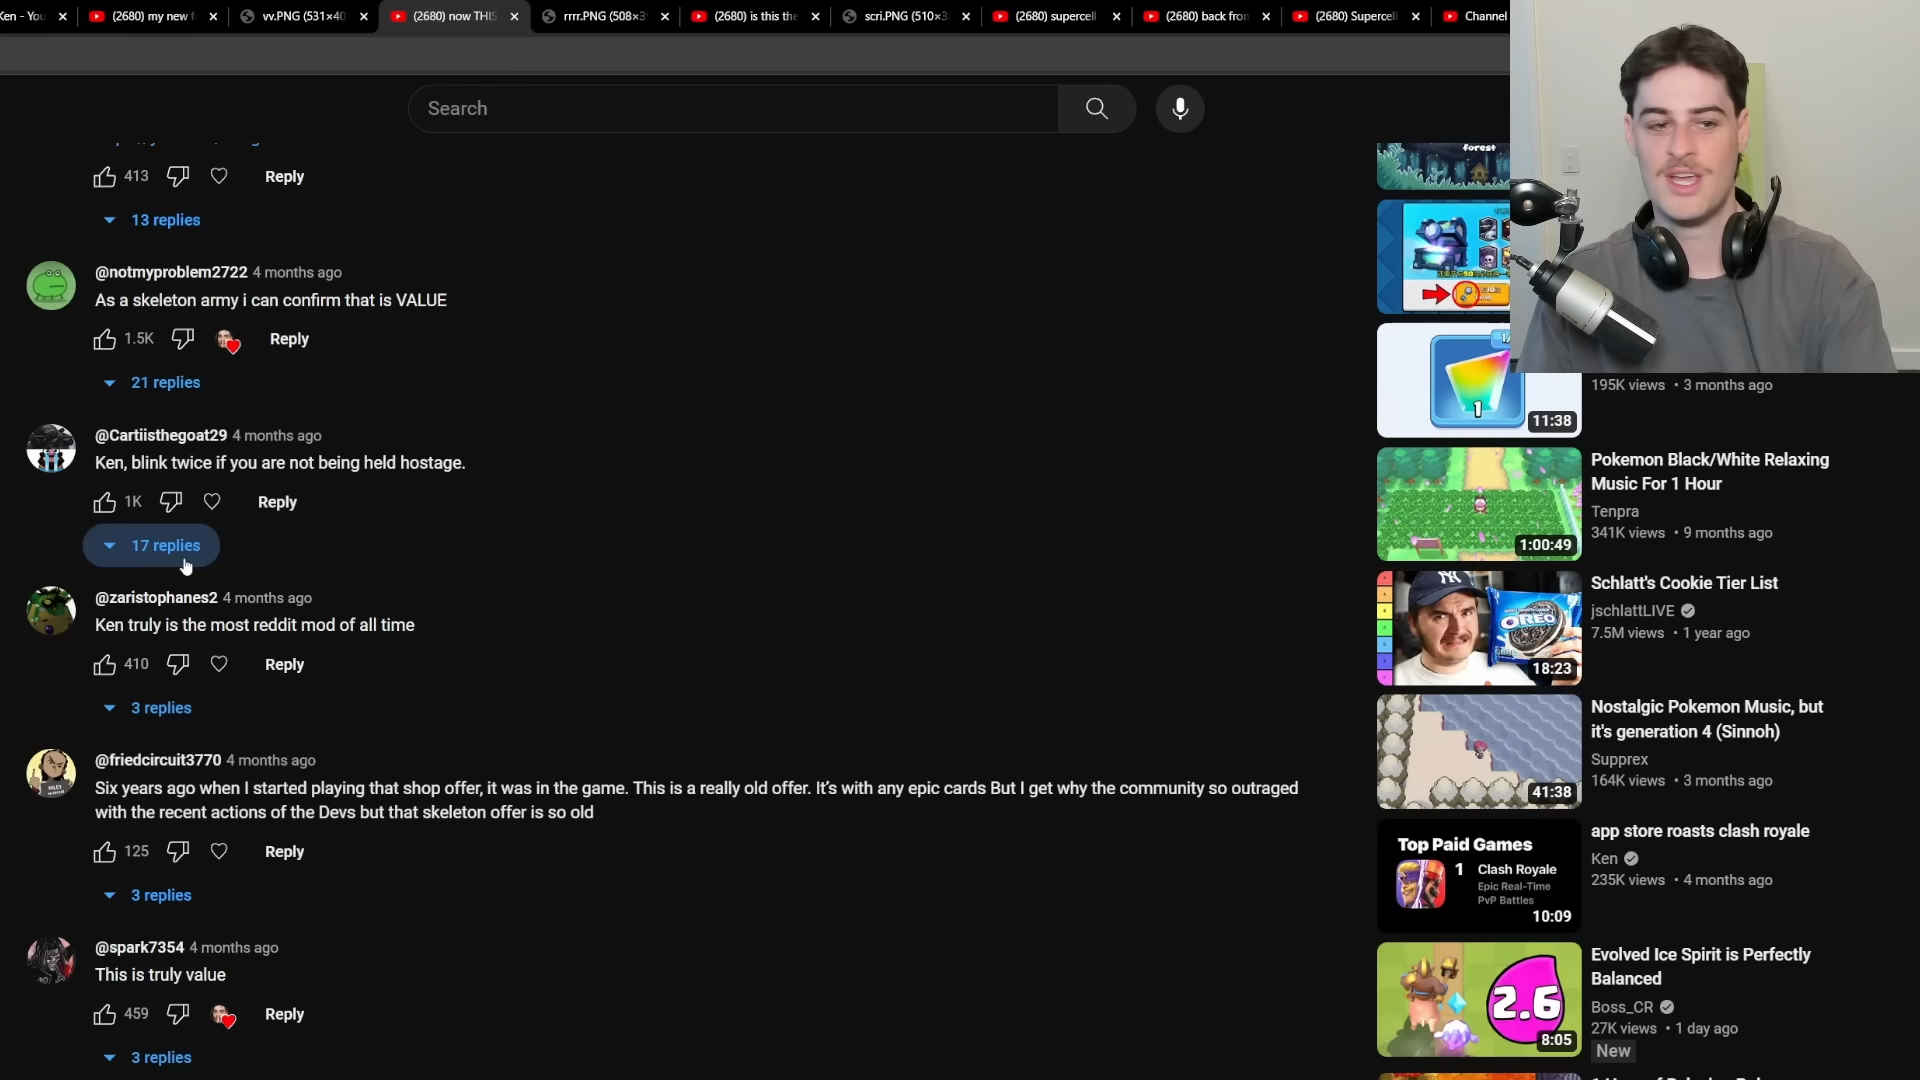 Ken - You
(2680) my new f
vv.PNG (531×40
(2680) now THIS
rrrr.PNG (508×3
(2680) is this the
scri.PNG (510×3
(2680) supercell
(2680) back from
(2680) Supercel
Channel
Search
413
Reply
13 replies
@notmyproblem2722 4 months ago
As a skeleton army i can confirm that is VALUE
1.5K
Reply
21 replies
@Cartiisthegoat29 4 months ago
Ken, blink twice if you are not being held hostage.
1K
Reply
17 replies
@zaristophanes2 4 months ago
Ken truly is the most reddit mod of all time
410
Reply
3 replies
@friedcircuit3770 4 months ago
Six years ago when I started playing that shop offer, it was in the game. This is a really old offer. It's with any epic cards But I get why the community so outraged
with the recent actions of the Devs but that skeleton offer is so old
125
Reply
3 replies
@spark7354 4 months ago
This is truly value
459
Reply
3 replies
forest
1
11:38
195K views • 3 months ago
1:00:49
Pokemon Black/White Relaxing
Music For 1 Hour
Tenpra
341K views • 9 months ago
NY
OREO
18:23
Schlatt's Cookie Tier List
jschlattLIVE
7.5M views • 1 year ago
41:38
Nostalgic Pokemon Music, but
it's generation 4 (Sinnoh)
Supprex
164K views • 3 months ago
Top Paid Games
1 Clash Royale
Epic Real-Time
PvP Battles
10:09
app store roasts clash royale
Ken
235K views • 4 months ago
2.6
8:05
Evolved Ice Spirit is Perfectly
Balanced
Boss_CR
27K views • 1 day ago
New